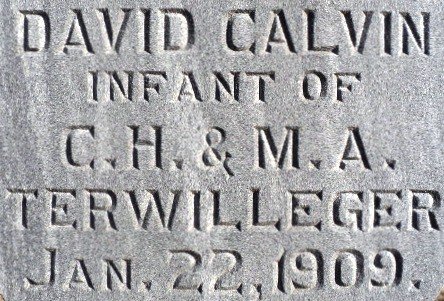 DAVID CALVIN
INFANT OF
C.H. & M.A.
TERWILLEGER
JAN. 22, 1909.